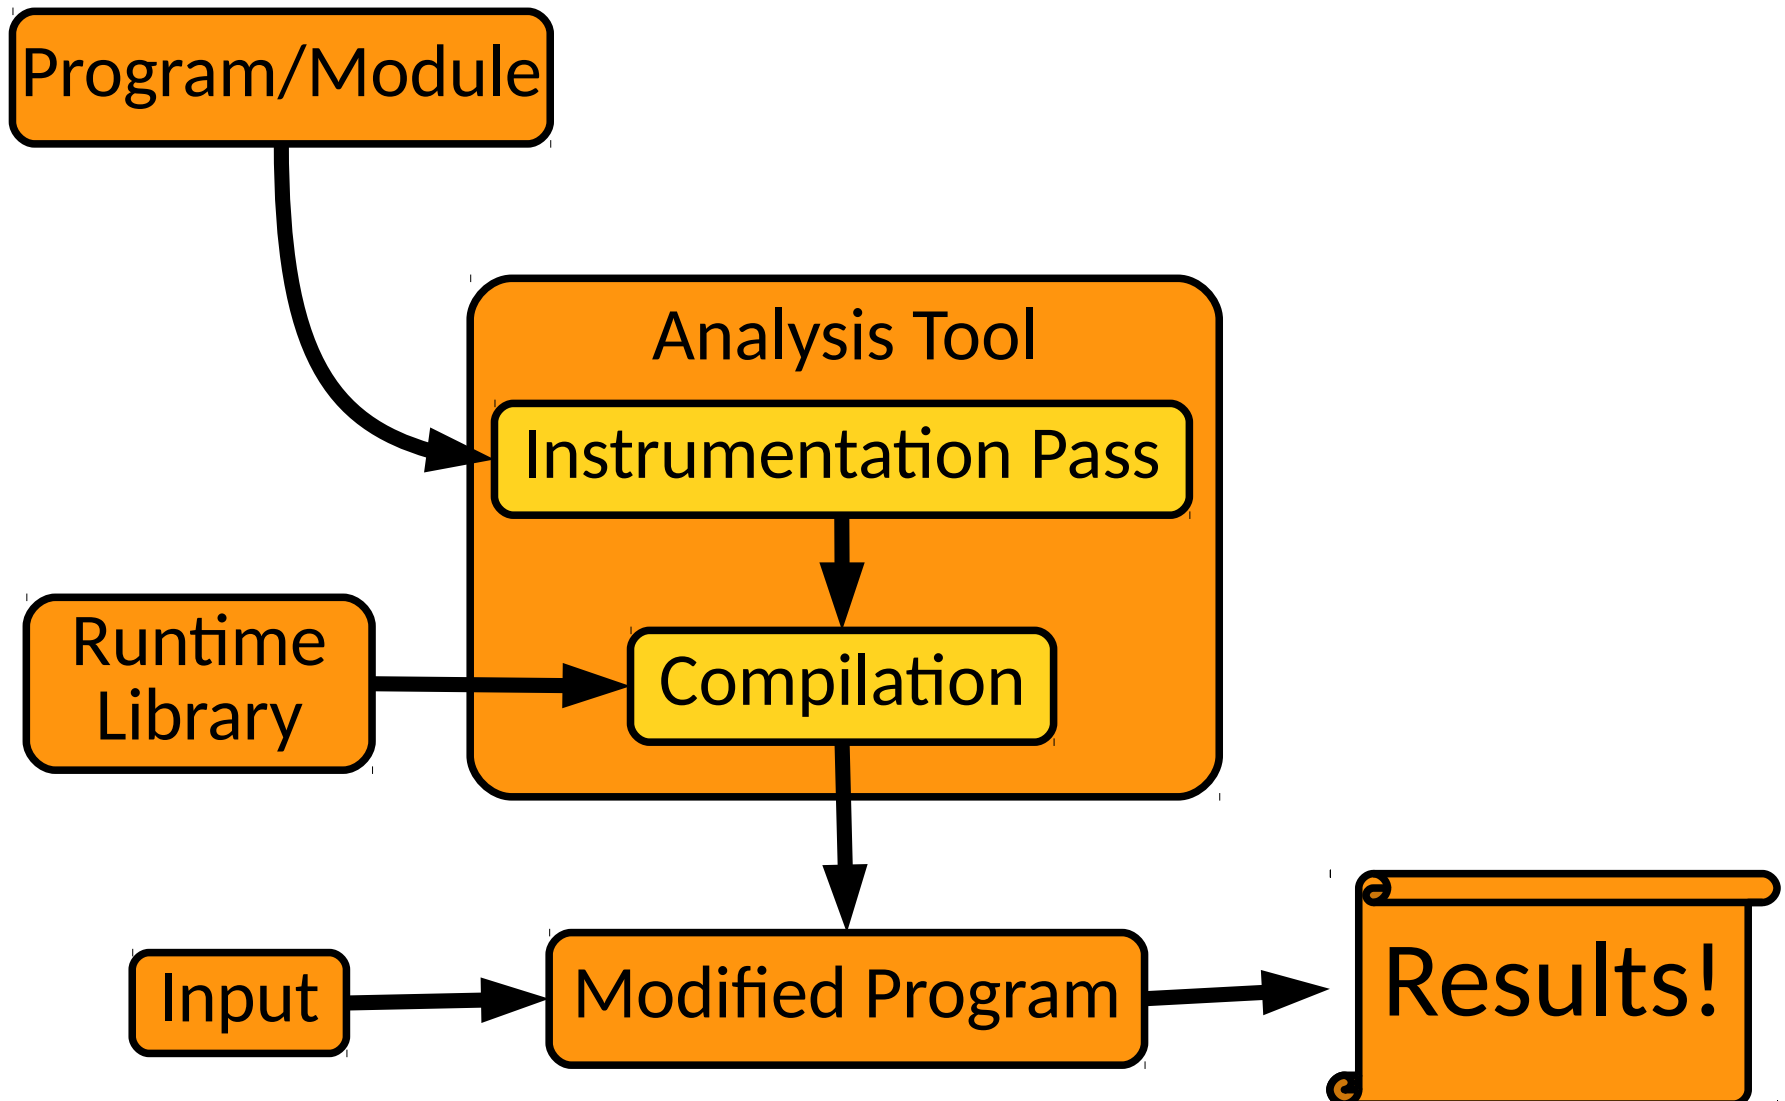 Program/Module
Analysis Tool
Instrumentation Pass
Runtime
Library
Compilation
Input
Modified Program
Results!